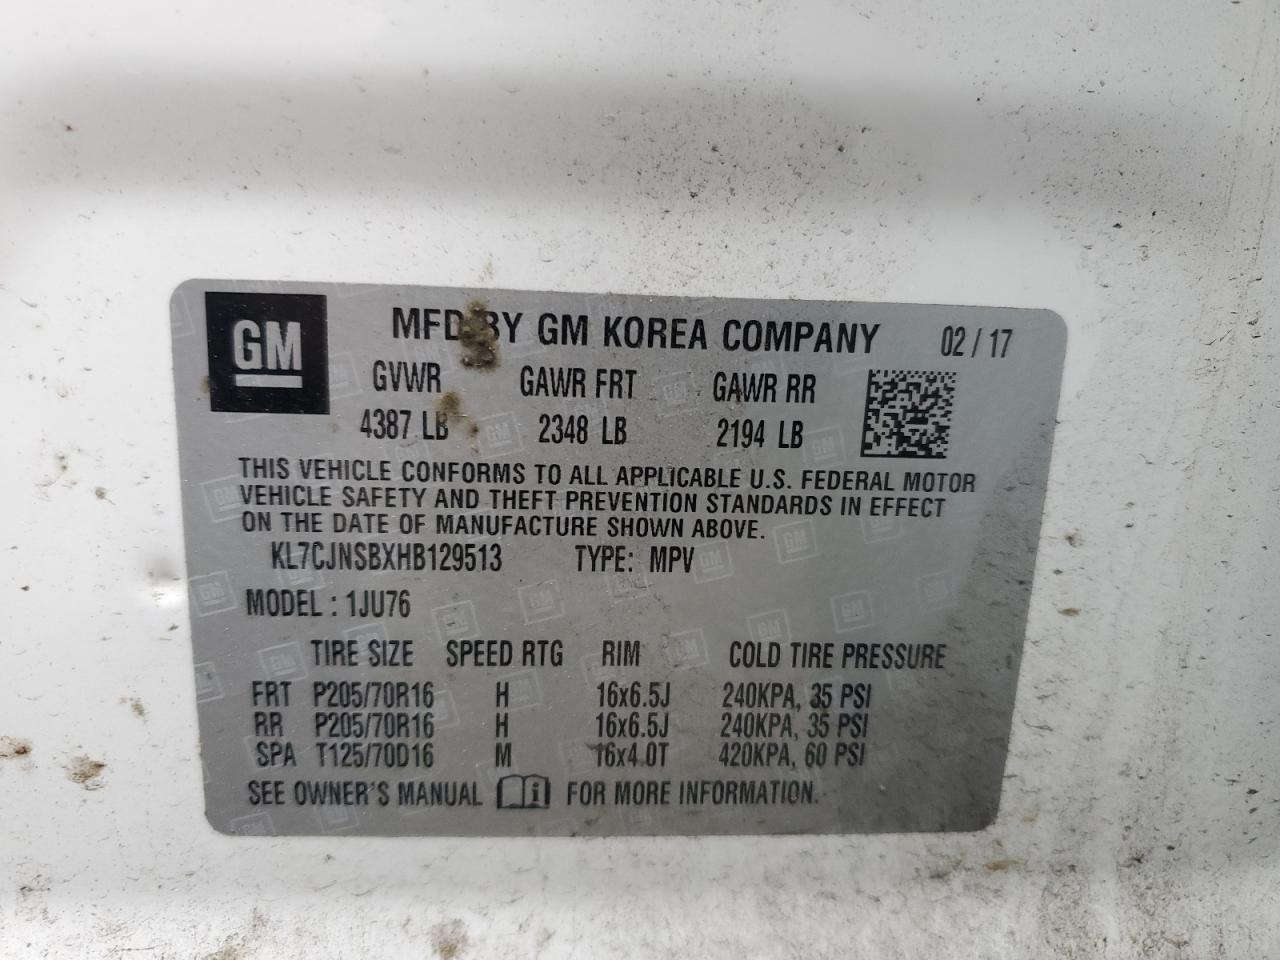 GM
MFD BY GM KOREA COMPANY 02 / 17
GVWR GAWR FRT GAWR RR
4387 LB 2348 LB 2194 LB
THIS VEHICLE CONFORMS TO ALL APPLICABLE U.S. FEDERAL MOTOR
VEHICLE SAFETY AND THEFT PREVENTION STANDARDS IN EFFECT
ON THE DATE OF MANUFACTURE SHOWN ABOVE.
KL7CJNSBXHB129513 TYPE: MPV
MODEL : 1JU76
TIRE SIZE SPEED RTG RIM COLD TIRE PRESSURE
FRT P205/70R16 H 16x6.5J 240KPA, 35 PSI
RR P205/70R16 H 16x6.5J 240KPA, 35 PSI
SPA T125/70D16 M 16x4.0T 420KPA, 60 PSI
SEE OWNER'S MANUAL i FOR MORE INFORMATION.